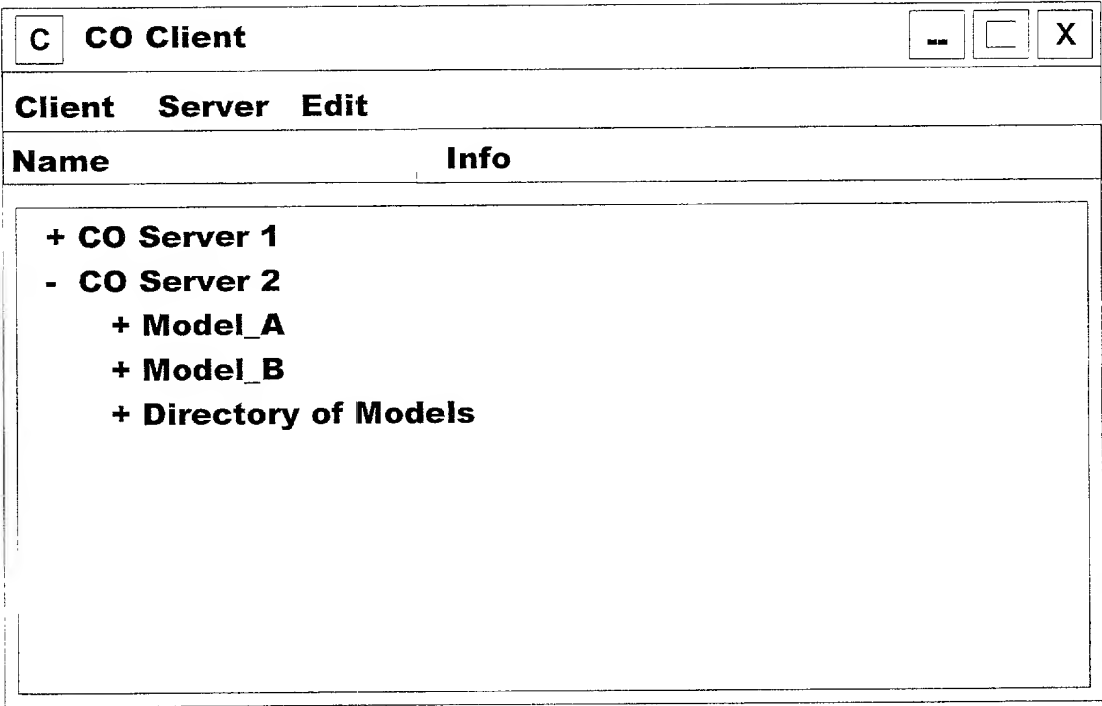 C CO Client -- X
Client Server Edit
Name Info
+ CO Server 1
- CO Server 2
+ Model_A
+ Model_B
+ Directory of Models